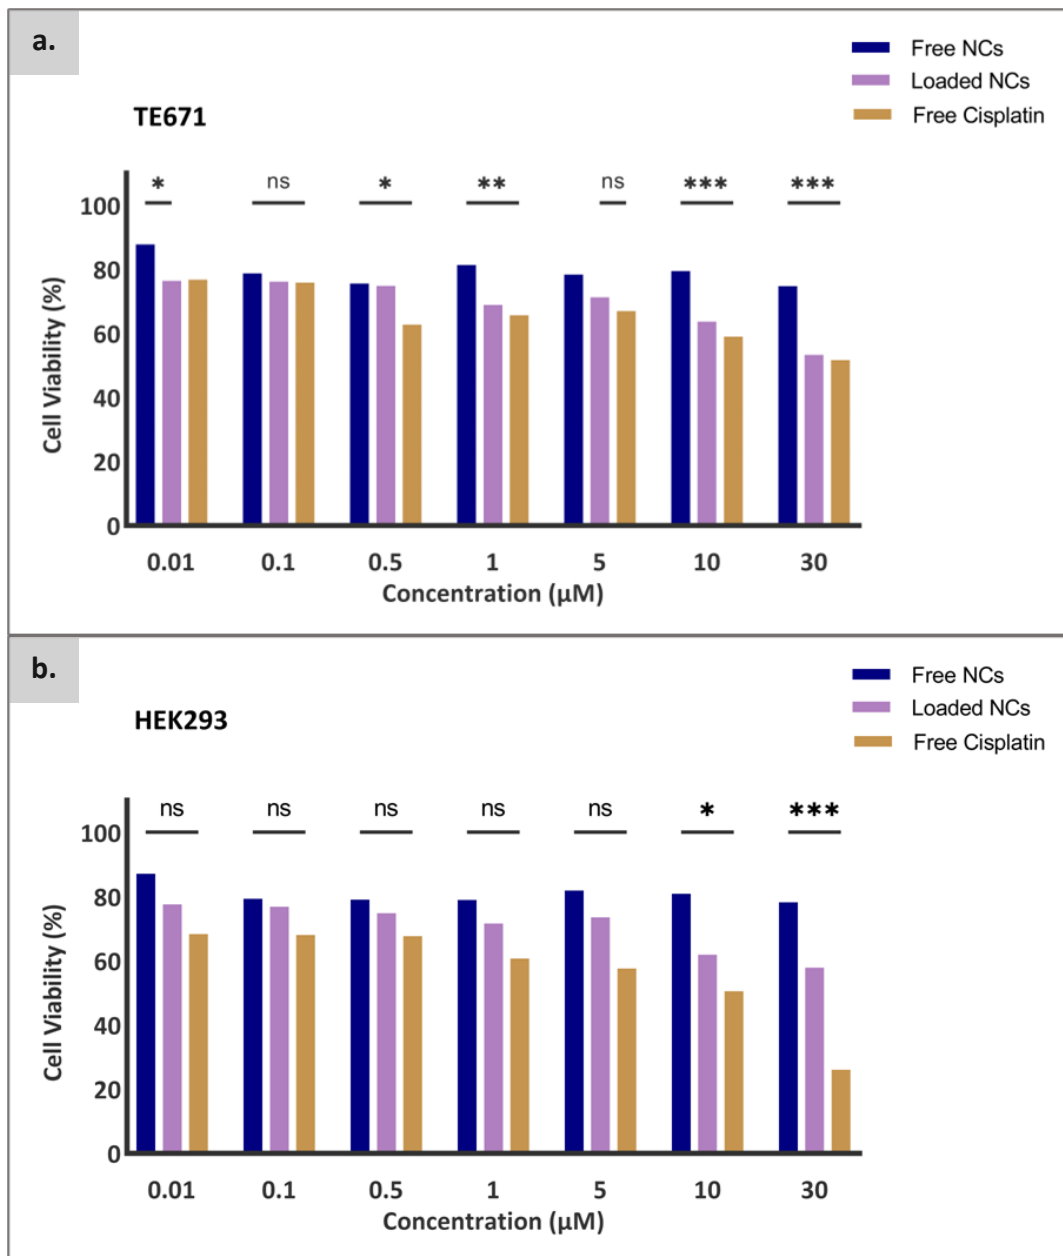 a.
Free NCs
Loaded NCs
Free Cisplatin
TE671
* ns * ** ns *** ***
100
80
60
40
20
0
Cell Viability (%)
0.01 0.1 0.5 1 5 10 30
Concentration (µM)
b.
Free NCs
Loaded NCs
Free Cisplatin
HEK293
ns ns ns ns ns * ***
100
80
60
40
20
0
Cell Viability (%)
0.01 0.1 0.5 1 5 10 30
Concentration (µM)